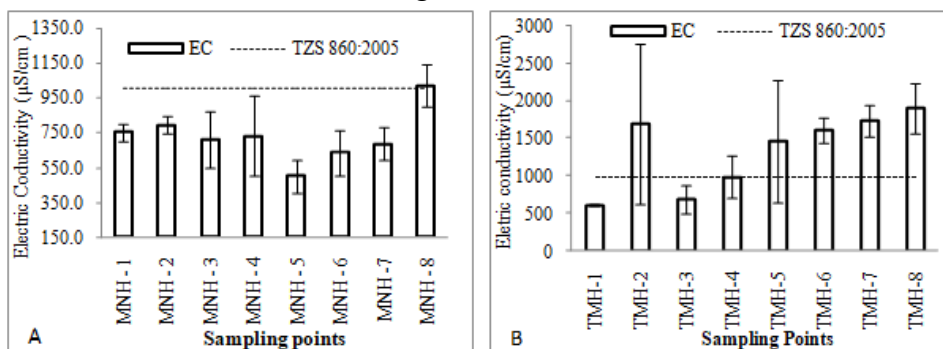 1350.0
1150.0
950.0
750.0
550.0
350.0
150.0
Electric Coductivity (µS/cm )
EC
TZS 860:2005
MNH - 1
MNH - 2
MNH - 3
MNH - 4
MNH - 5
MNH - 6
MNH - 7
MNH - 8
A
Sampling points
3000
2500
2000
1500
1000
500
0
Eletric conductivity (µS/cm)
EC
TZS 860:2005
TMH-1
TMH-2
TMH-3
TMH-4
TMH-5
TMH-6
TMH-7
TMH-8
B
Sampling Points